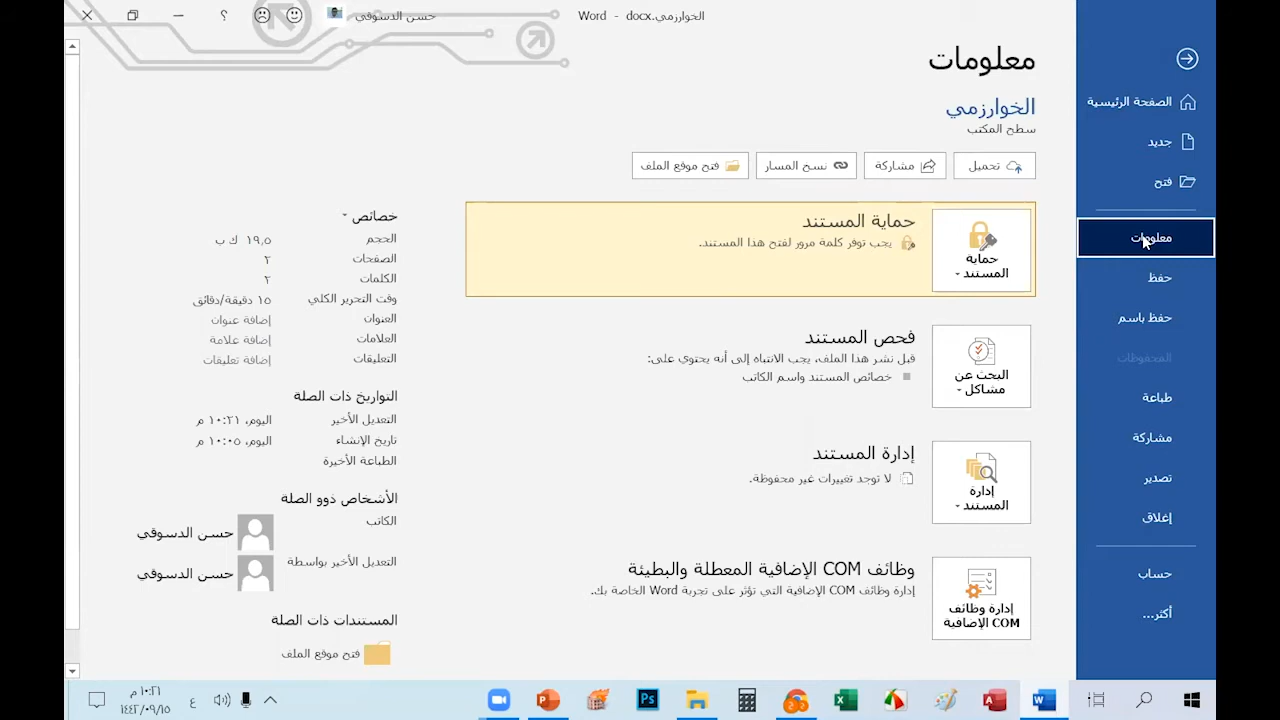 الخوارزمي.docx - Word
حسن الدسوقي
الصفحة الرئيسية
جديد
فتح
معلومات
حفظ
حفظ باسم
المحفوظات
طباعة
مشاركة
تصدير
إغلاق
حساب
أكثر...
معلومات
الخوارزمي
سطح المكتب
تحميل
مشاركة
نسخ المسار
فتح موقع الملف
حماية المستند
حماية المستند
يجب توفر كلمة مرور لفتح هذا المستند.
البحث عن مشاكل
فحص المستند
قبل نشر هذا الملف، يجب الانتباه إلى أنه يحتوي على:
خصائص المستند واسم الكاتب
إدارة المستند
إدارة المستند
لا توجد تغييرات غير محفوظة.
إدارة وظائف COM الإضافية
وظائف COM الإضافية المعطلة والبطيئة
إدارة وظائف COM الإضافية التي تؤثر على تجربة Word الخاصة بك..
خصائص
الحجم ١٩,٥ ك ب
الصفحات ٢
الكلمات ٢
وقت التحرير الكلي ١٥ دقيقة/دقائق
العنوان إضافة عنوان
العلامات إضافة علامة
التعليقات إضافة تعليقات
التواريخ ذات الصلة
التعديل الأخير اليوم، ١٠:٢١ م
تاريخ الإنشاء اليوم، ١٠:٠٥ م
الطباعة الأخيرة
الأشخاص ذوو الصلة
الكاتب
حسن الدسوقي
التعديل الأخير بواسطة
حسن الدسوقي
المستندات ذات الصلة
فتح موقع الملف
ع
١٠:٢١ م
١٤٤٢/٠٩/١٥